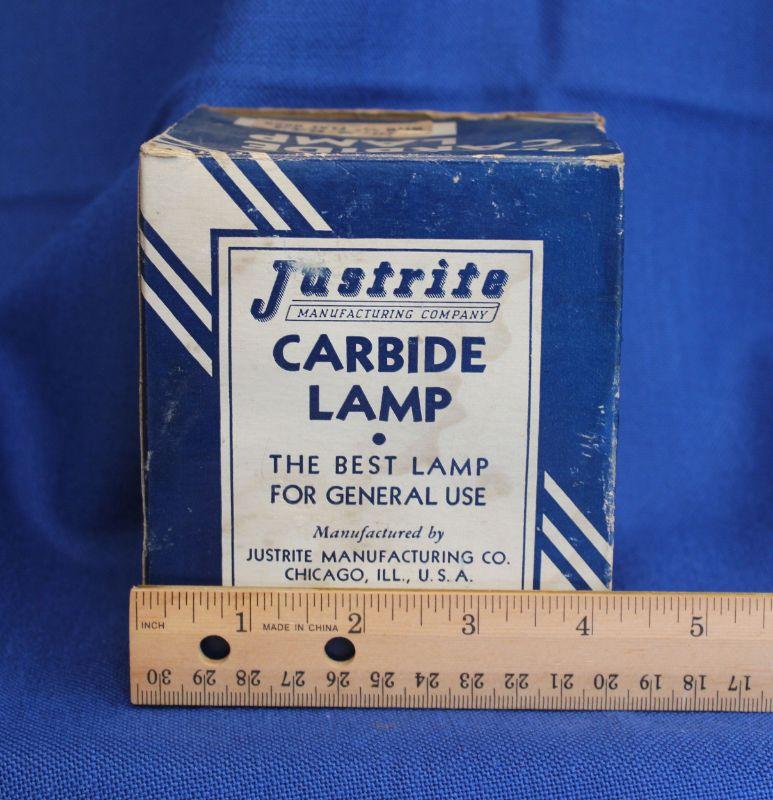 CARBIDE
LAMP
Justrite
MANUFACTURING COMPANY
CARBIDE
LAMP
•
THE BEST LAMP
FOR GENERAL USE
Manufactured by
JUSTRITE MANUFACTURING CO.
CHICAGO, ILL., U.S.A.
INCH 1 MADE IN CHINA 2 3 4 5
30 29 28 27 26 25 24 23 22 21 20 19 18 17